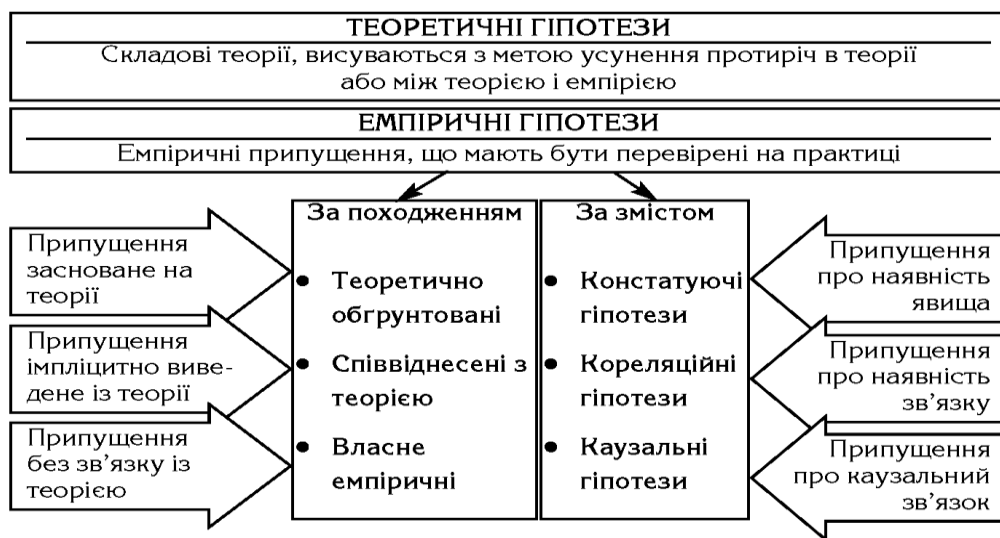 ТЕОРЕТИЧНІ ГІПОТЕЗИ
Складові теорії, висуваються з метою усунення протиріч в теорії
або між теорією і емпірією
ЕМПІРИЧНІ ГІПОТЕЗИ
Емпіричні припущення, що мають бути перевірені на практиці
Припущення
засноване на
теорії
Припущення
імпліцитно виве-
дене із теорії
Припущення
без зв’язку із
теорією
За походженням
• Теоретично
обґрунтовані
• Співвіднесені з
теорією
• Власне
емпіричні
За змістом
• Констатуючі
гіпотези
• Кореляційні
гіпотези
• Каузальні
гіпотези
Припущення
про наявність
явища
Припущення
про наявність
зв’язку
Припущення
про каузальний
зв’язок